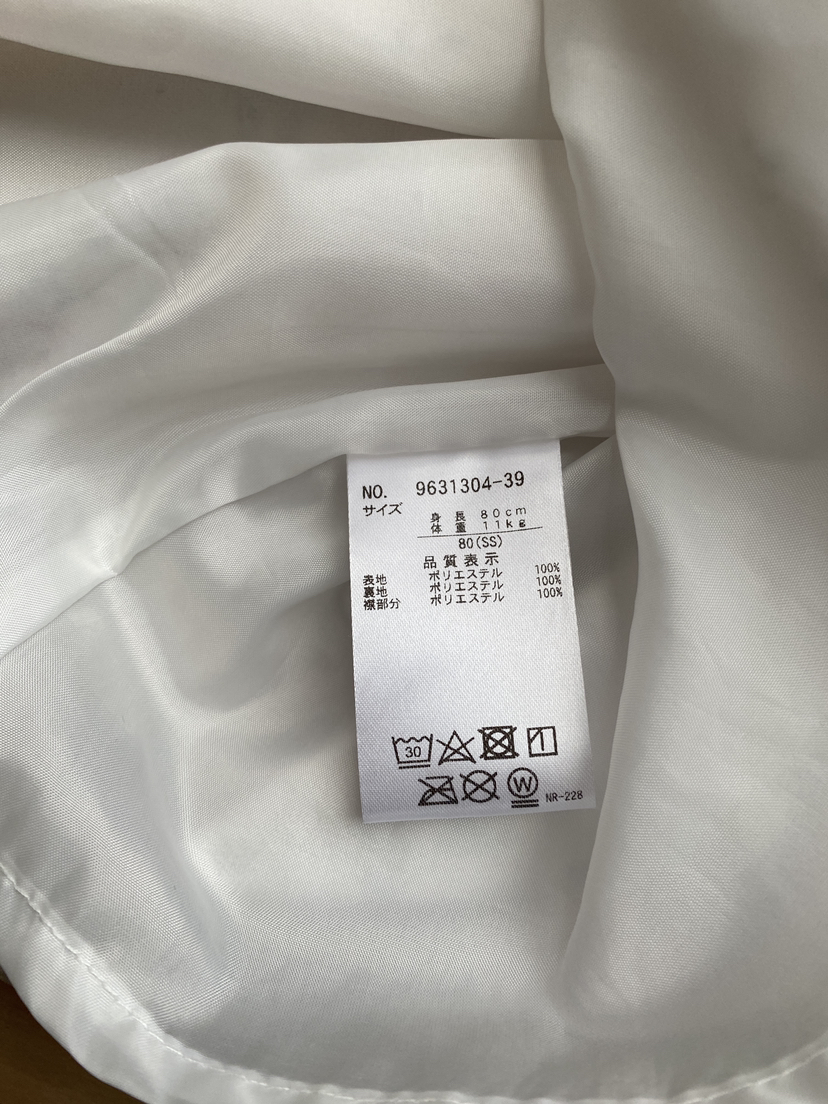 NO. 9631304-39
サイズ
身長 80cm
体重 11kg
80(SS)
品質表示
表地 ポリエステル 100%
裏地 ポリエステル 100%
襟部分 ポリエステル 100%
30
W NR-228